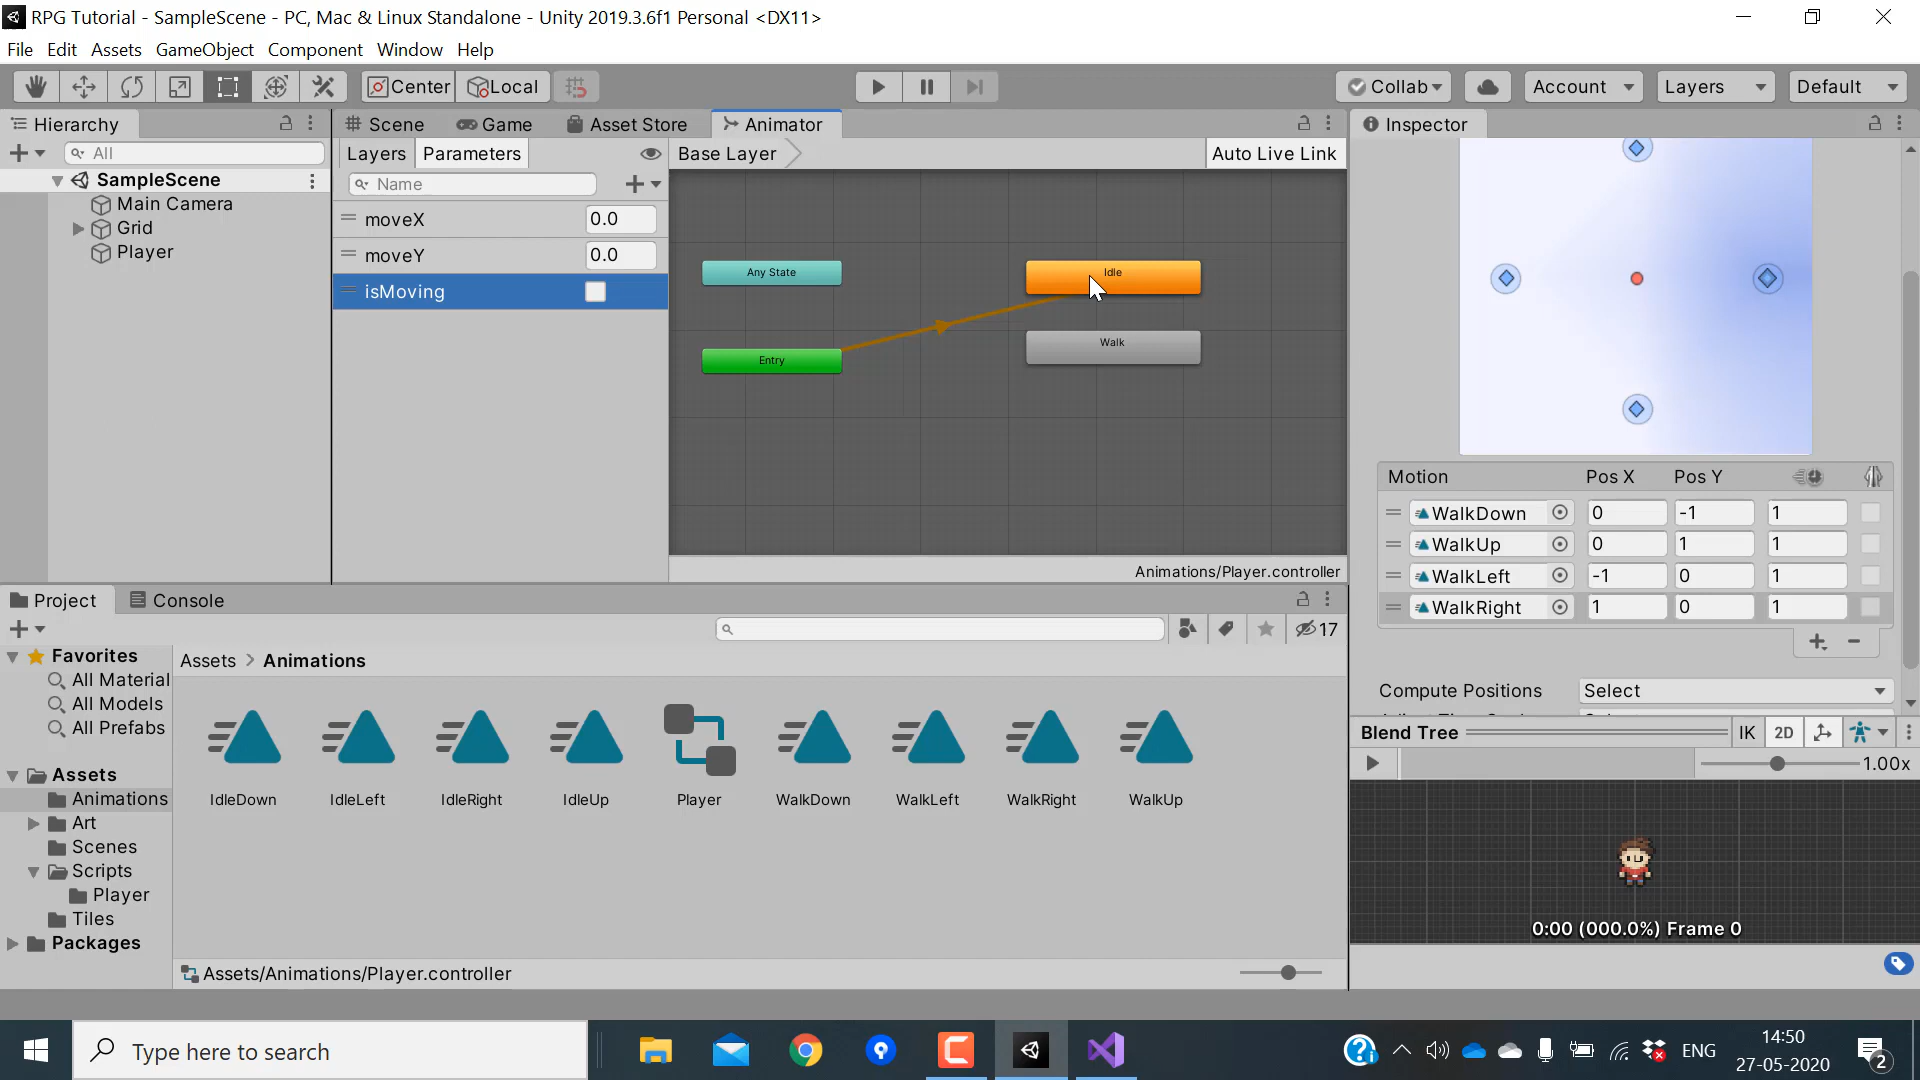 RPG Tutorial - SampleScene - PC, Mac & Linux Standalone - Unity 2019.3.6f1 Personal <DX11>
File Edit Assets GameObject Component Window Help
Center Local Collab Account Layers Default
Hierarchy
All
SampleScene
Main Camera
Grid
Player
Scene Game Asset Store Animator
Layers Parameters Base Layer Auto Live Link
Name
moveX 0.0
moveY 0.0
isMoving
Any State
Idle
Walk
Entry
Animations/Player.controller
Inspector
Motion Pos X Pos Y
WalkDown 0 -1 1
WalkUp 0 1 1
WalkLeft -1 0 1
WalkRight 1 0 1
Compute Positions Select
Blend Tree IK 2D
1.00x
0:00 (000.0%) Frame 0
Project Console
17
Favorites
All Material
All Models
All Prefabs
Assets
Animations
Art
Scenes
Scripts
Player
Tiles
Packages
Assets > Animations
IdleDown IdleLeft IdleRight IdleUp Player WalkDown WalkLeft WalkRight WalkUp
Assets/Animations/Player.controller
Type here to search
ENG
14:50
27-05-2020
2